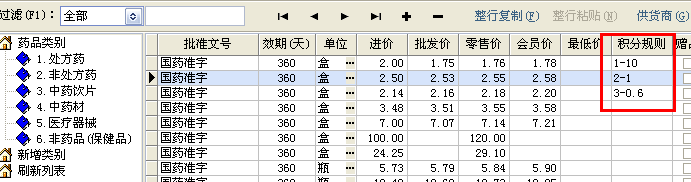 过滤(F1): 全部 整行复制(F) 整行粘贴(N) 供货商(G)
药品类别
1.处方药
2.非处方药
3.中药饮片
4.中药材
5.医疗器械
6.非药品(保健品)
新增类别
刷新列表
批准文号 效期(天) 单位 进价 批发价 零售价 会员价 最低价 积分规则 赠品
国药准字 360 盒 ... 2.00 1.75 1.76 1.78 1-10
国药准字 360 盒 ... 2.50 2.53 2.55 2.58 2-1
国药准字 360 盒 ... 2.14 2.16 2.18 2.20 3-0.6
国药准字 360 盒 ... 3.48 3.51 3.55 3.58
国药准字 360 盒 ... 7.00 7.07 7.14 7.21
国药准字 360 盒 ... 100.00 120.00
国药准字 360 盒 ... 24.25 29.10
国药准字 360 瓶 ... 5.73 5.79 5.84 5.90
国药准字 360 瓶